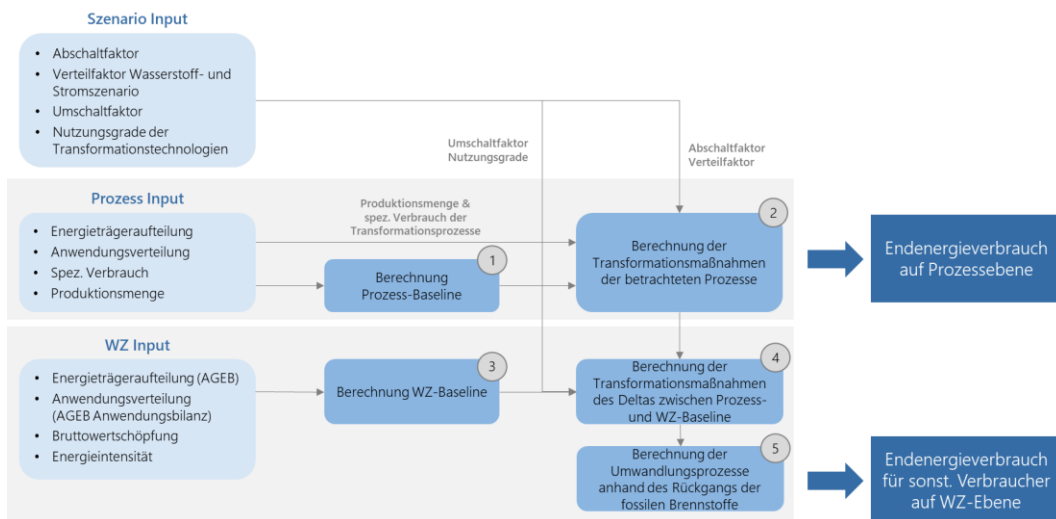 Szenario Input
• Abschaltfaktor
• Verteilfaktor Wasserstoff- und
Stromszenario
• Umschaltfaktor
• Nutzungsgrade der
Transformationstechnologien
Umschaltfaktor
Nutzungsgrade
Abschaltfaktor
Verteilfaktor
Prozess Input
• Energieträgeraufteilung
• Anwendungsverteilung
• Spez. Verbrauch
• Produktionsmenge
Produktionsmenge &
spez. Verbrauch der
Transformationsprozesse
1
Berechnung
Prozess-Baseline
2
Berechnung der
Transformationsmaßnahmen
der betrachteten Prozesse
Endenergieverbrauch
auf Prozessebene
WZ Input
• Energieträgeraufteilung (AGEB)
• Anwendungsverteilung
(AGEB Anwendungsbilanz)
• Bruttowertschöpfung
• Energieintensität
3
Berechnung WZ-Baseline
4
Berechnung der
Transformationsmaßnahmen
des Deltas zwischen Prozess-
und WZ-Baseline
5
Berechnung der
Umwandlungsprozesse
anhand des Rückgangs der
fossilen Brennstoffe
Endenergieverbrauch
für sonst. Verbraucher
auf WZ-Ebene